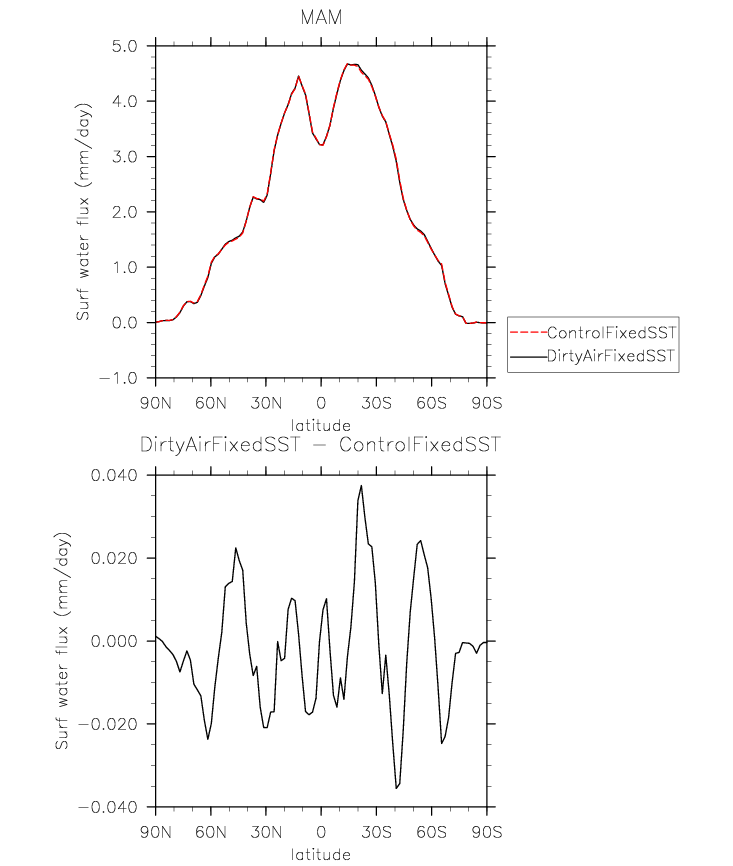 MAM
5.0
4.0
3.0
2.0
1.0
0.0
−1.0
Surf water flux (mm/day)
90N 60N 30N 0 30S 60S 90S
latitude
ControlFixedSST
DirtyAirFixedSST
DirtyAirFixedSST − ControlFixedSST
0.040
0.020
0.000
−0.020
−0.040
Surf water flux (mm/day)
90N 60N 30N 0 30S 60S 90S
latitude